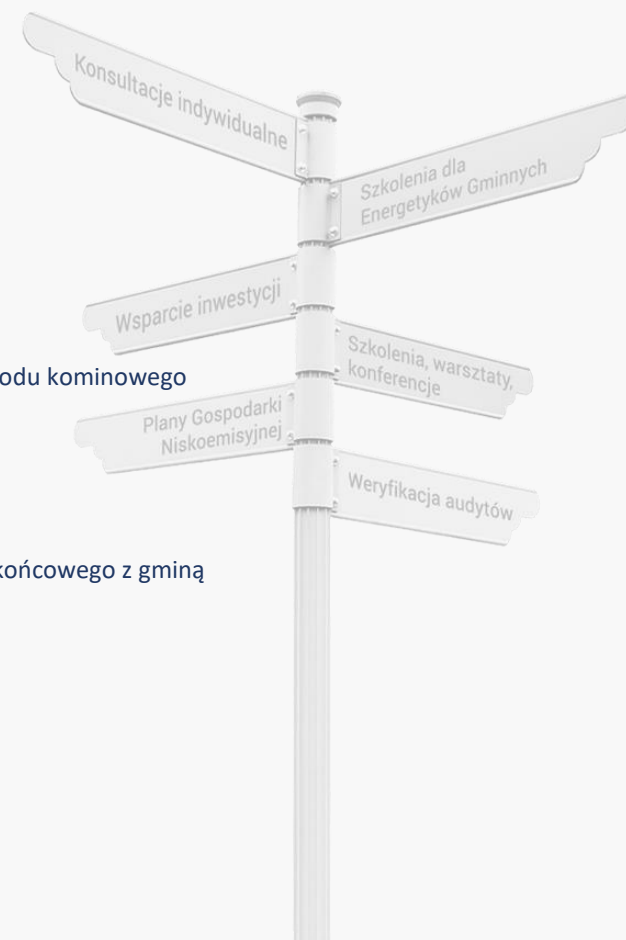 Konsultacje indywidualne
Szkolenia dla
Energetyków Gminnych
Wsparcie inwestycji
Szkolenia, warsztaty,
konferencje
odu kominowego
Plany Gospodarki
Niskoemisyjnej
Weryfikacja audytów
końcowego z gminą